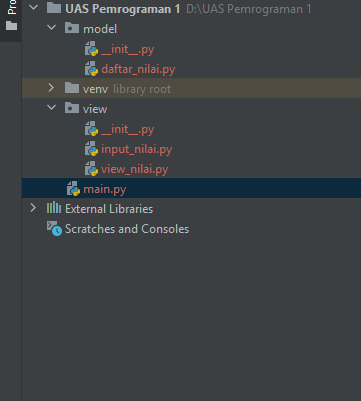 Pro
UAS Pemrograman 1 D:\UAS Pemrograman 1
model
__init__.py
daftar_nilai.py
venv library root
view
__init__.py
input_nilai.py
view_nilai.py
main.py
External Libraries
Scratches and Consoles